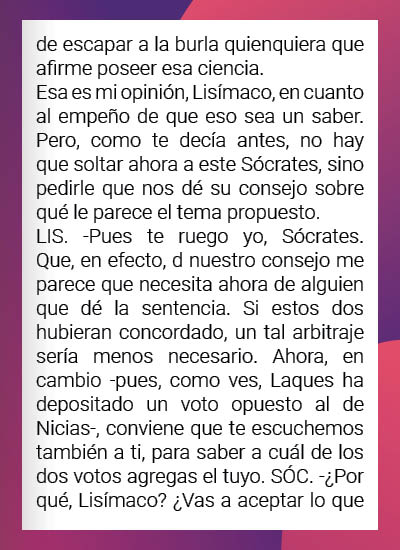 de escapar a la burla quienquiera que
afirme poseer esa ciencia.
Esa es mi opinión, Lisímaco, en cuanto
al empeño de que eso sea un saber.
Pero, como te decía antes, no hay
que soltar ahora a este Sócrates, sino
pedirle que nos dé su consejo sobre
qué le parece el tema propuesto.
LIS. -Pues te ruego yo, Sócrates.
Que, en efecto, d nuestro consejo me
parece que necesita ahora de alguien
que dé la sentencia. Si estos dos
hubieran concordado, un tal arbitraje
sería menos necesario. Ahora, en
cambio -pues, como ves, Laques ha
depositado un voto opuesto al de
Nicias-, conviene que te escuchemos
también a ti, para saber a cuál de los
dos votos agregas el tuyo. SÓC. -¿Por
qué, Lisímaco? ¿Vas a aceptar lo que